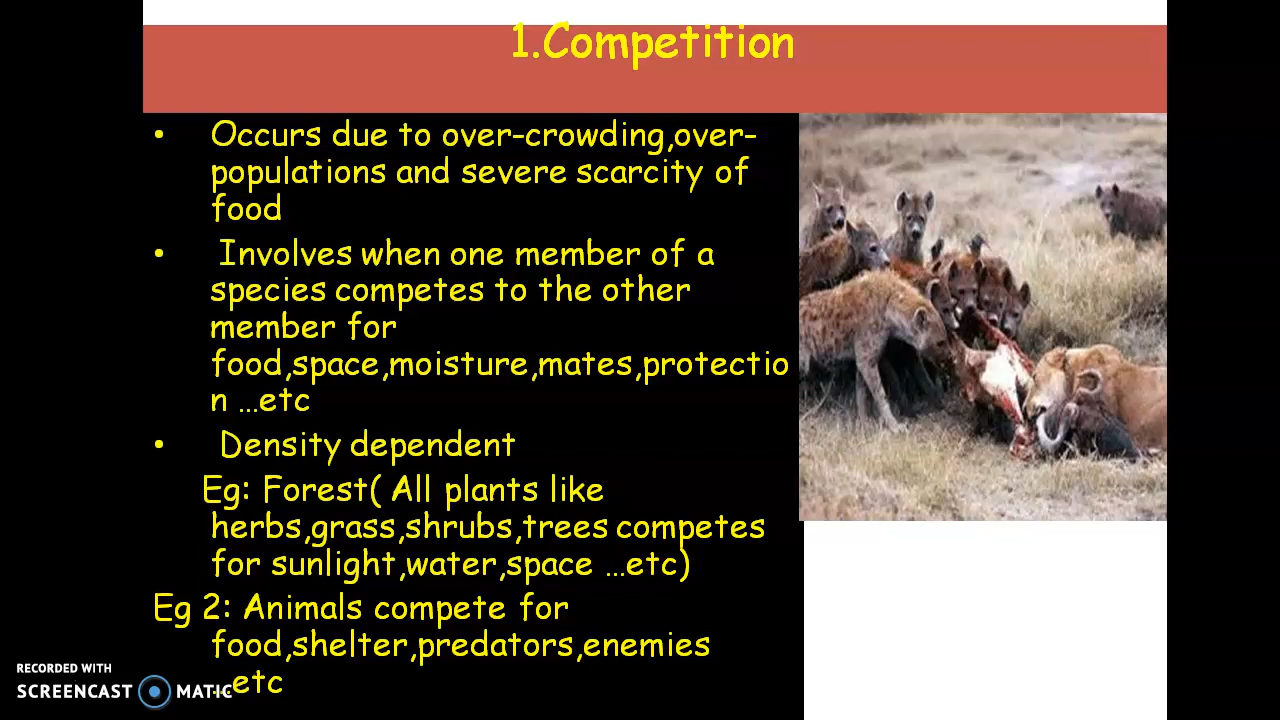 1.Competition
• Occurs due to over-crowding,over-
populations and severe scarcity of
food
• Involves when one member of a
species competes to the other
member for
food,space,moisture,mates,protectio
n ...etc
• Density dependent
Eg: Forest( All plants like
herbs,grass,shrubs,trees competes
for sunlight,water,space ...etc)
Eg 2: Animals compete for
food,shelter,predators,enemies
...etc
RECORDED WITH
SCREENCAST MATIC